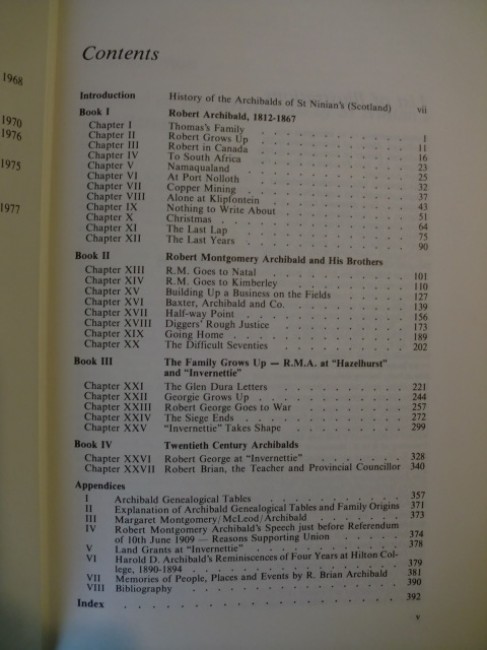 1968
1970
1976
1975
1977
Contents
Introduction History of the Archibalds of St Ninian's (Scotland) vii
Book I Robert Archibald, 1812-1867
Chapter I Thomas's Family . . . . . . . . . . 1
Chapter II Robert Grows Up . . . . . . . . . . 11
Chapter III Robert in Canada . . . . . . . . . . 16
Chapter IV To South Africa . . . . . . . . . . 23
Chapter V Namaqualand . . . . . . . . . . 25
Chapter VI At Port Nolloth . . . . . . . . . . 32
Chapter VII Copper Mining . . . . . . . . . . 37
Chapter VIII Alone at Klipfontein . . . . . . . . . . 43
Chapter IX Nothing to Write About . . . . . . . . . . 51
Chapter X Christmas . . . . . . . . . . 64
Chapter XI The Last Lap . . . . . . . . . . 75
Chapter XII The Last Years . . . . . . . . . . 90
Book II Robert Montgomery Archibald and His Brothers
Chapter XIII R.M. Goes to Natal . . . . . . . . . . 101
Chapter XIV R.M. Goes to Kimberley . . . . . . . . . . 110
Chapter XV Building Up a Business on the Fields . . . . . . 127
Chapter XVI Baxter, Archibald and Co. . . . . . . . . . 139
Chapter XVII Half-way Point . . . . . . . . . . 156
Chapter XVIII Diggers' Rough Justice . . . . . . . . . . 173
Chapter XIX Going Home . . . . . . . . . . 189
Chapter XX The Difficult Seventies . . . . . . . . . . 202
Book III The Family Grows Up — R.M.A. at "Hazelhurst"
and "Invernettie"
Chapter XXI The Glen Dura Letters . . . . . . . . . . 221
Chapter XXII Georgie Grows Up . . . . . . . . . . 244
Chapter XXIII Robert George Goes to War . . . . . . . . 257
Chapter XXIV The Siege Ends . . . . . . . . . . 272
Chapter XXV "Invernettie" Takes Shape . . . . . . . . 299
Book IV Twentieth Century Archibalds
Chapter XXVI Robert George at "Invernettie" . . . . . . . 328
Chapter XXVII Robert Brian, the Teacher and Provincial Councillor 340
Appendices
I Archibald Genealogical Tables . . . . . . . . 357
II Explanation of Archibald Genealogical Tables and Family Origins 371
III Margaret Montgomery/McLeod/Archibald . . . . . . 373
IV Robert Montgomery Archibald's Speech just before Referendum
of 10th June 1909 — Reasons Supporting Union . . . . 374
V Land Grants at "Invernettie" . . . . . . . . 378
VI Harold D. Archibald's Reminiscences of Four Years at Hilton Col-
lege, 1890-1894 . . . . . . . . . . 379
VII Memories of People, Places and Events by R. Brian Archibald 381
VIII Bibliography . . . . . . . . . . 390
Index . . . . . . . . . . 392
v